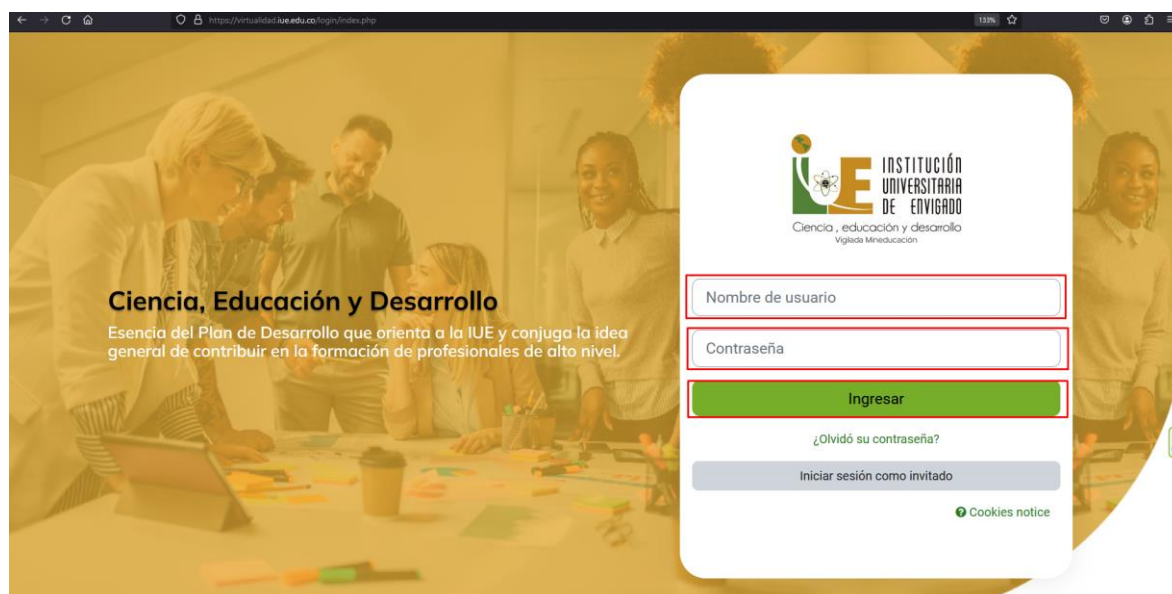 https://virtualidad.iue.edu.co/login/index.php
133%
iUE
INSTITUCIÓN
UNIVERSITARIA
DE ENVIGADO
Ciencia, educación y desarrollo
Vigilada Mineducación
Ciencia, Educación y Desarrollo
Esencia del Plan de Desarrollo que orienta a la IUE y conjuga la idea
general de contribuir en la formación de profesionales de alto nivel.
Nombre de usuario
Contraseña
Ingresar
¿Olvidó su contraseña?
Iniciar sesión como invitado
Cookies notice